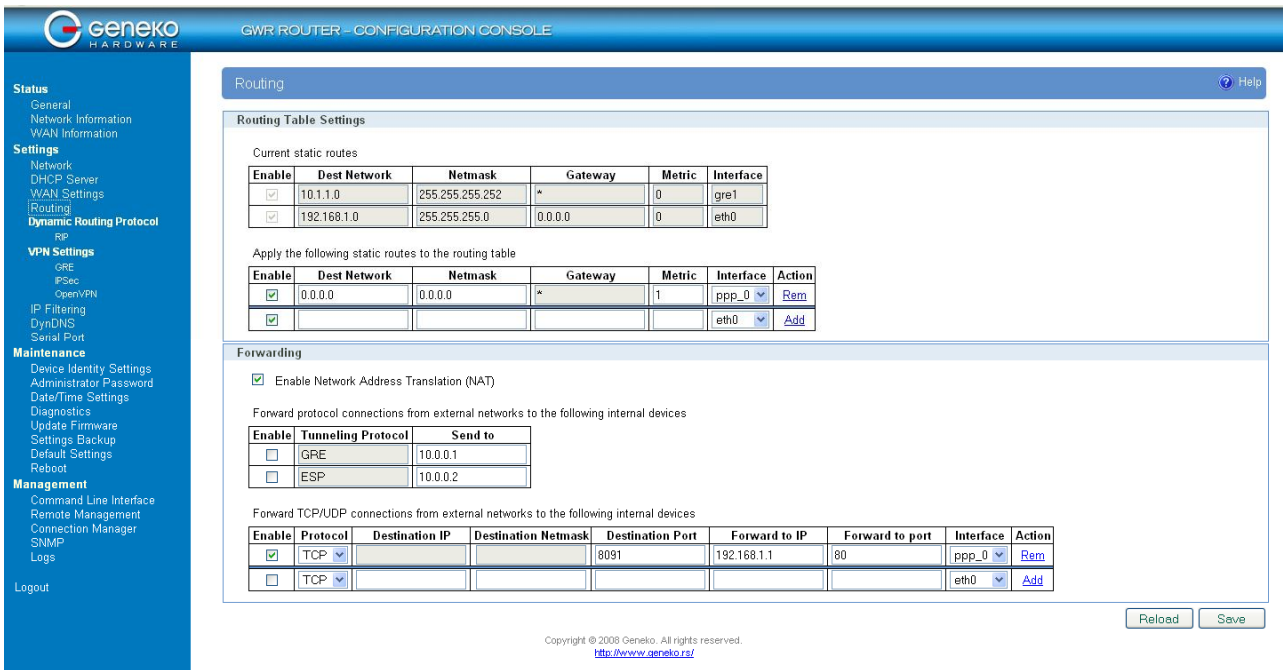 GENEKO
HARDWARE
GWR ROUTER - CONFIGURATION CONSOLE
Status
General
Network Information
WAN Information
Settings
Network
DHCP Server
WAN Settings
Routing
Dynamic Routing Protocol
RIP
VPN Settings
GRE
IPSec
OpenVPN
IP Filtering
DynDNS
Serial Port
Maintenance
Device Identity Settings
Administrator Password
Date/Time Settings
Diagnostics
Update Firmware
Settings Backup
Default Settings
Reboot
Management
Command Line Interface
Remote Management
Connection Manager
SNMP
Logs
Logout
Routing ? Help
Routing Table Settings
Current static routes
Enable Dest Network Netmask Gateway Metric Interface
10.1.1.0 255.255.255.252 * 0 gre1
192.168.1.0 255.255.255.0 0.0.0.0 0 eth0
Apply the following static routes to the routing table
Enable Dest Network Netmask Gateway Metric Interface Action
0.0.0.0 0.0.0.0 * 1 ppp_0 Rem
eth0 Add
Forwarding
Enable Network Address Translation (NAT)
Forward protocol connections from external networks to the following internal devices
Enable Tunneling Protocol Send to
GRE 10.0.0.1
ESP 10.0.0.2
Forward TCP/UDP connections from external networks to the following internal devices
Enable Protocol Destination IP Destination Netmask Destination Port Forward to IP Forward to port Interface Action
TCP 8091 192.168.1.1 80 ppp_0 Rem
TCP eth0 Add
Reload Save
Copyright © 2008 Geneko. All rights reserved.
http://www.geneko.rs/